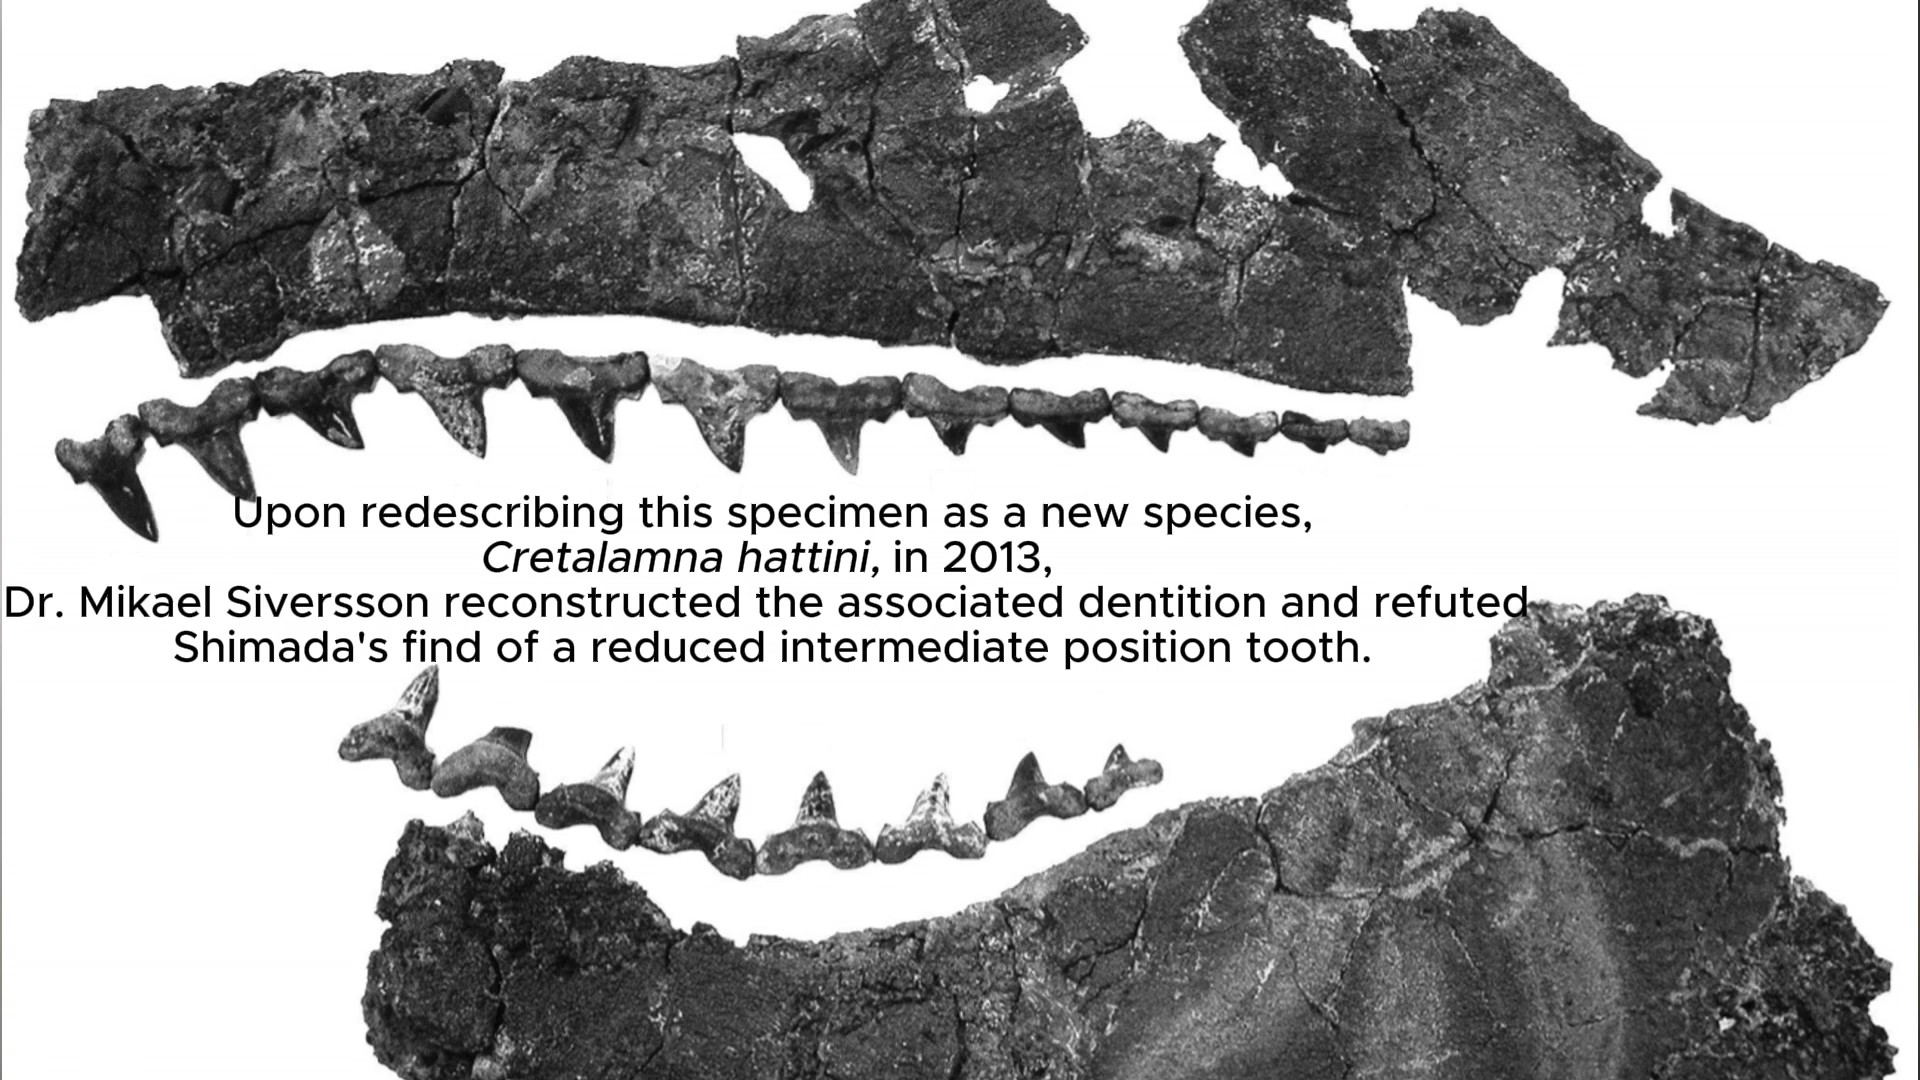 Upon redescribing this specimen as a new species,
Cretalamna hattini, in 2013,
Dr. Mikael Siversson reconstructed the associated dentition and refuted
Shimada's find of a reduced intermediate position tooth.